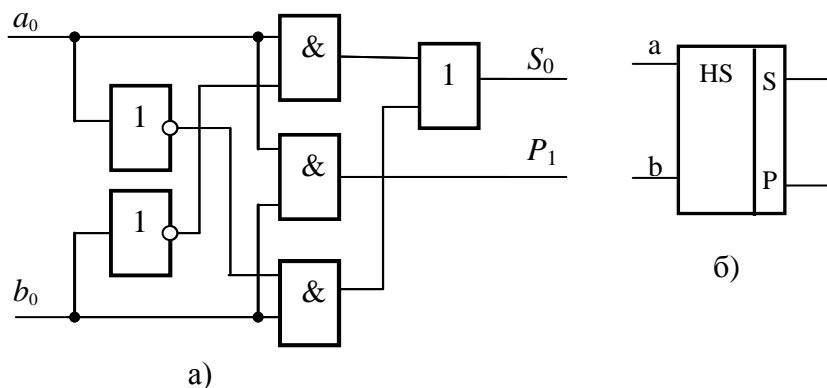 a₀
&
1
S₀
a
HS
S
1
&
P₁
1
b
P
b₀
&
б)
а)